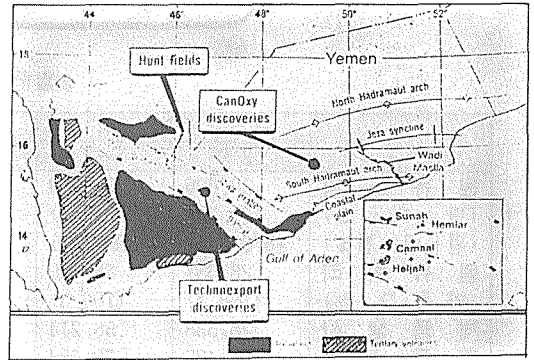 44
46
48
50
52
18
Hunt fields
Yemen
CanOxy
discoveries
North Hadramaut arch
Jeza syncline
16
Wadi
Masila
South Hadramaut arch
Coastal
plain
Sunah
Hemiar
Camaal
Heijah
14
Gulf of Aden
Technoexport
discoveries
Tertiary volcanics